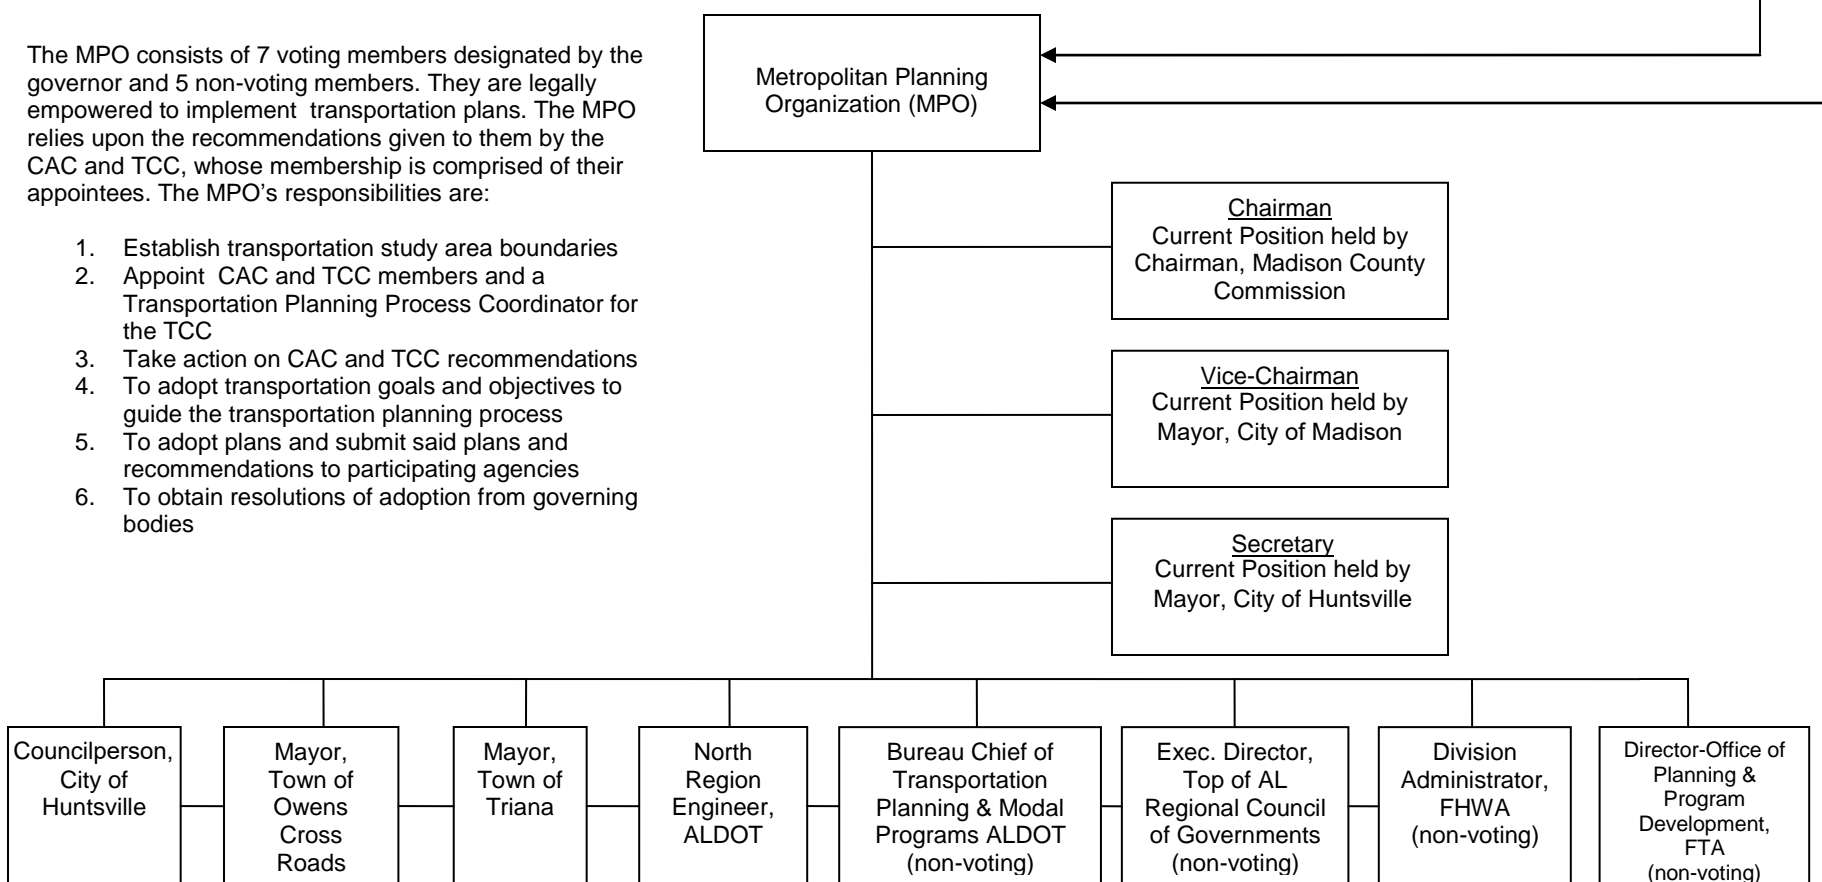 The MPO consists of 7 voting members designated by the
governor and 5 non-voting members. They are legally
empowered to implement transportation plans. The MPO
relies upon the recommendations given to them by the
CAC and TCC, whose membership is comprised of their
appointees. The MPO’s responsibilities are:
1. Establish transportation study area boundaries
2. Appoint CAC and TCC members and a
Transportation Planning Process Coordinator for
the TCC
3. Take action on CAC and TCC recommendations
4. To adopt transportation goals and objectives to
guide the transportation planning process
5. To adopt plans and submit said plans and
recommendations to participating agencies
6. To obtain resolutions of adoption from governing
bodies
Metropolitan Planning
Organization (MPO)
Chairman
Current Position held by
Chairman, Madison County
Commission
Vice-Chairman
Current Position held by
Mayor, City of Madison
Secretary
Current Position held by
Mayor, City of Huntsville
Councilperson,
City of
Huntsville
Mayor,
Town of
Owens
Cross
Roads
Mayor,
Town of
Triana
North
Region
Engineer,
ALDOT
Bureau Chief of
Transportation
Planning & Modal
Programs ALDOT
(non-voting)
Exec. Director,
Top of AL
Regional Council
of Governments
(non-voting)
Division
Administrator,
FHWA
(non-voting)
Director-Office of
Planning &
Program
Development,
FTA
(non-voting)